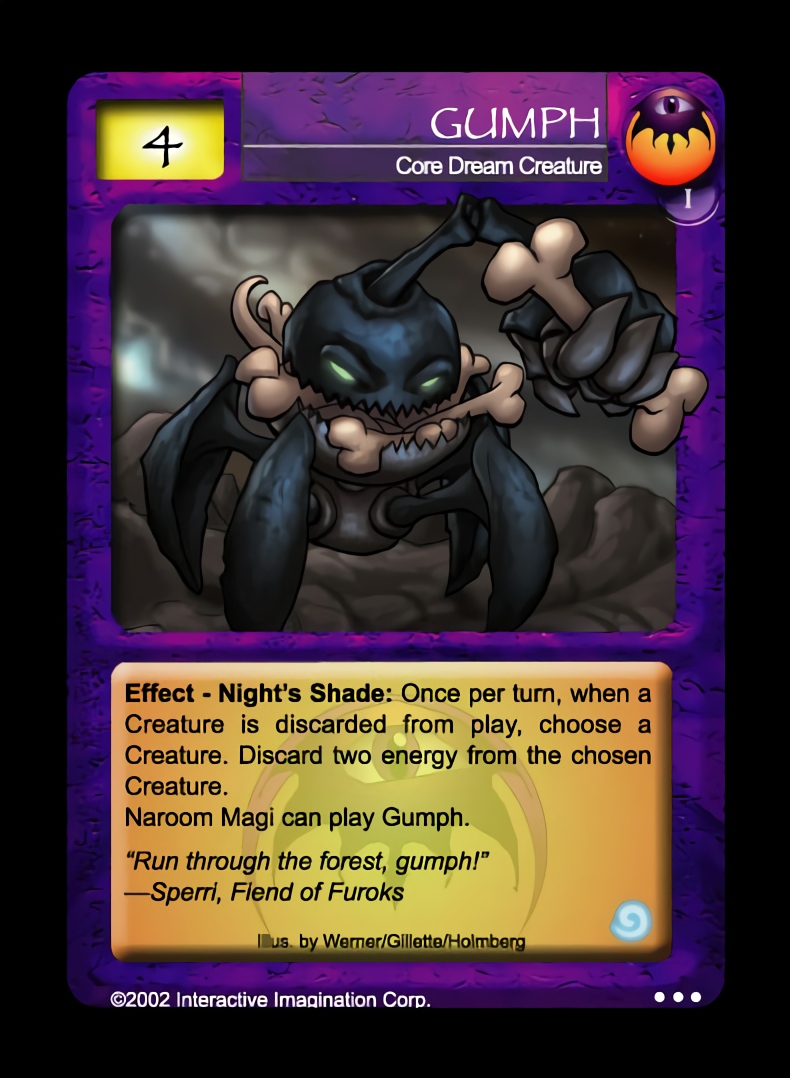 4
GUMPH
Core Dream Creature
I
Effect - Night's Shade: Once per turn, when a
Creature is discarded from play, choose a
Creature. Discard two energy from the chosen
Creature.
Naroom Magi can play Gumph.
“Run through the forest, gumph!”
—Sperri, Fiend of Furoks
Illus. by Werner/Gillette/Holmberg
©2002 Interactive Imagination Corp.